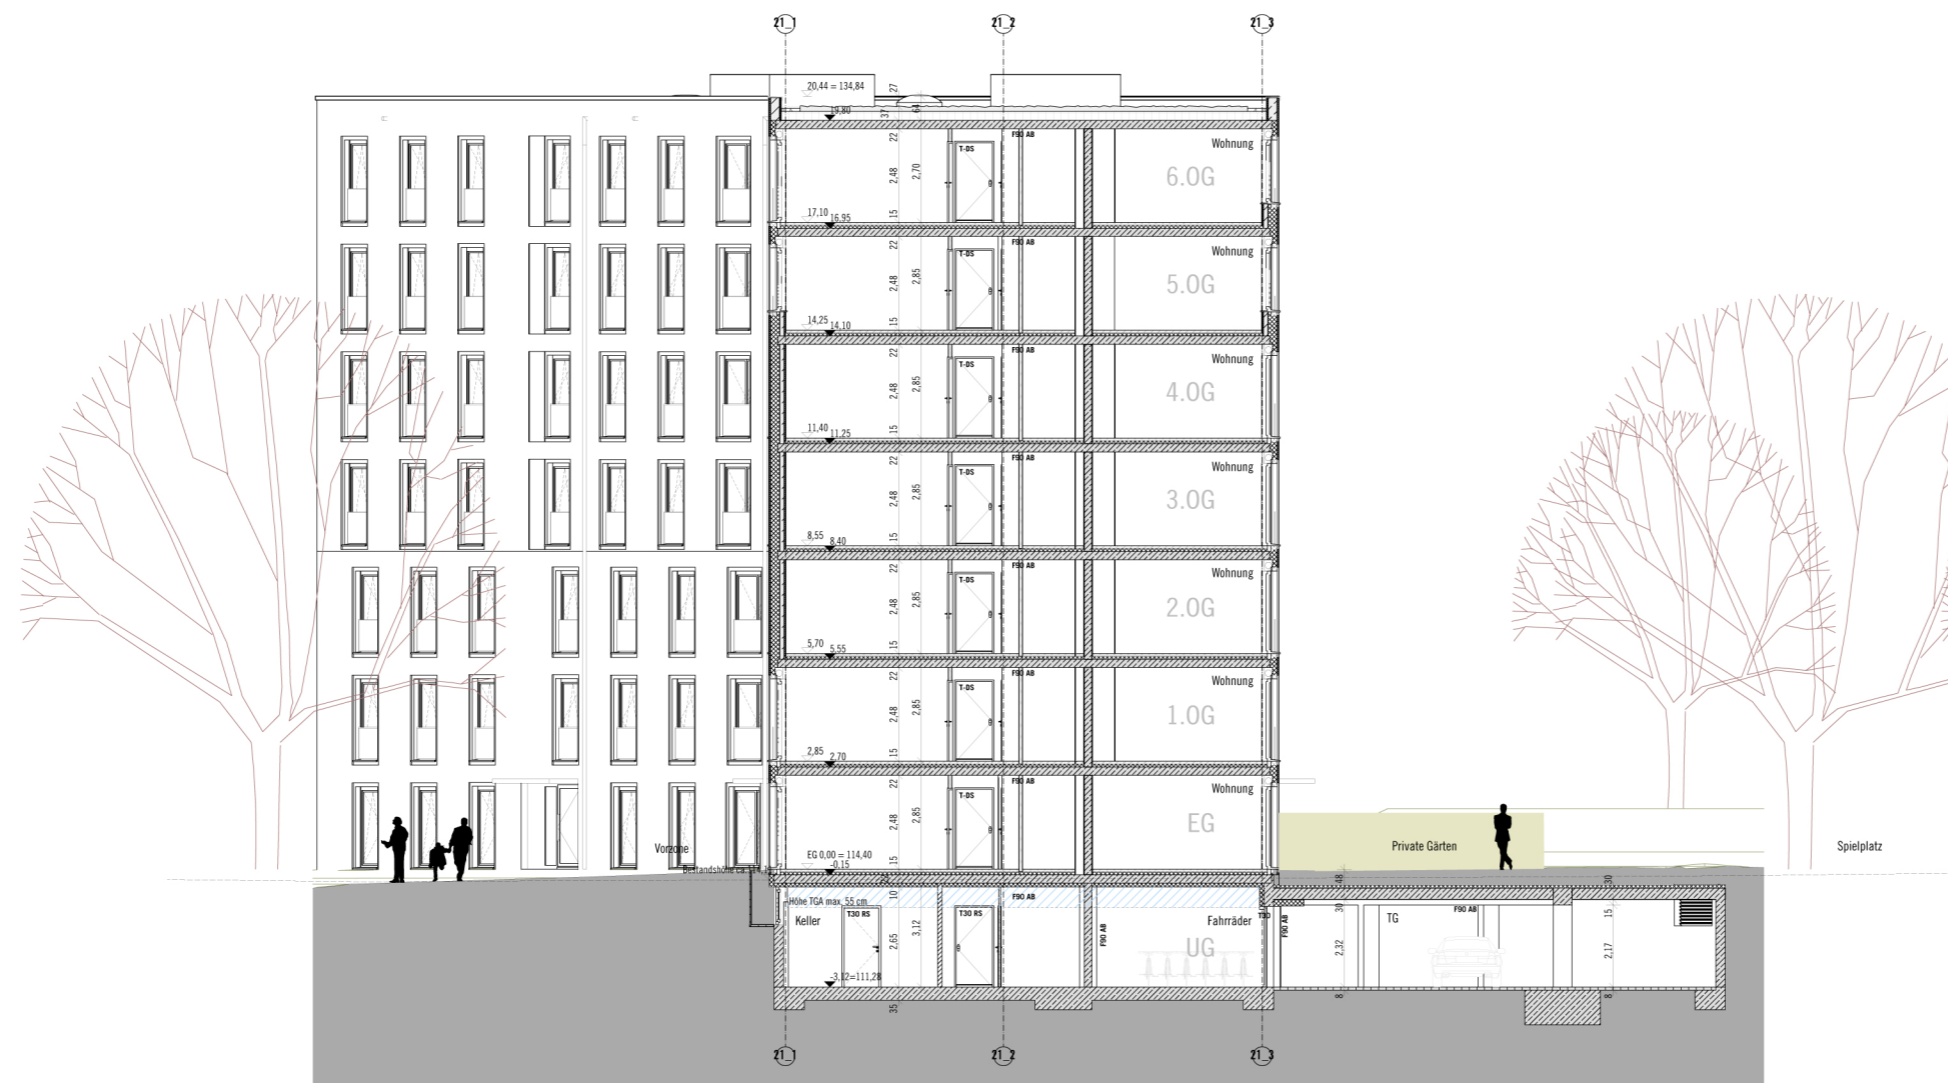 21_1
21_2
21_3
20,44 = 134,84
27
19,80
37
64
22
F90 AB
Wohnung
T-DS
2,48
2,70
6.OG
17,10
16,95
15
22
F90 AB
Wohnung
T-DS
2,48
2,85
5.OG
14,25
14,10
15
22
F90 AB
Wohnung
T-DS
2,48
2,85
4.OG
11,40
11,25
15
22
F90 AB
Wohnung
T-DS
2,48
2,85
3.OG
8,55
8,40
15
22
F90 AB
Wohnung
T-DS
2,48
2,85
2.OG
5,70
5,55
15
22
F90 AB
Wohnung
T-DS
2,48
2,85
1.OG
2,85
2,70
15
22
F90 AB
Wohnung
T-DS
2,48
2,85
EG
Vorzone
Private Gärten
Spielplatz
EG 0,00 = 114,40
-0,15
15
Bestandshöhe ca.
48
30
10
F90 AB
Höhe TGA max. 55 cm
Keller
T30 RS
T30 RS
Fahrräder
T30
F90 AB
F90 AB
30
TG
F90 AB
15
2,65
3,12
UG
2,32
2,17
-3,12=111,28
35
8
8
21_1
21_2
21_3